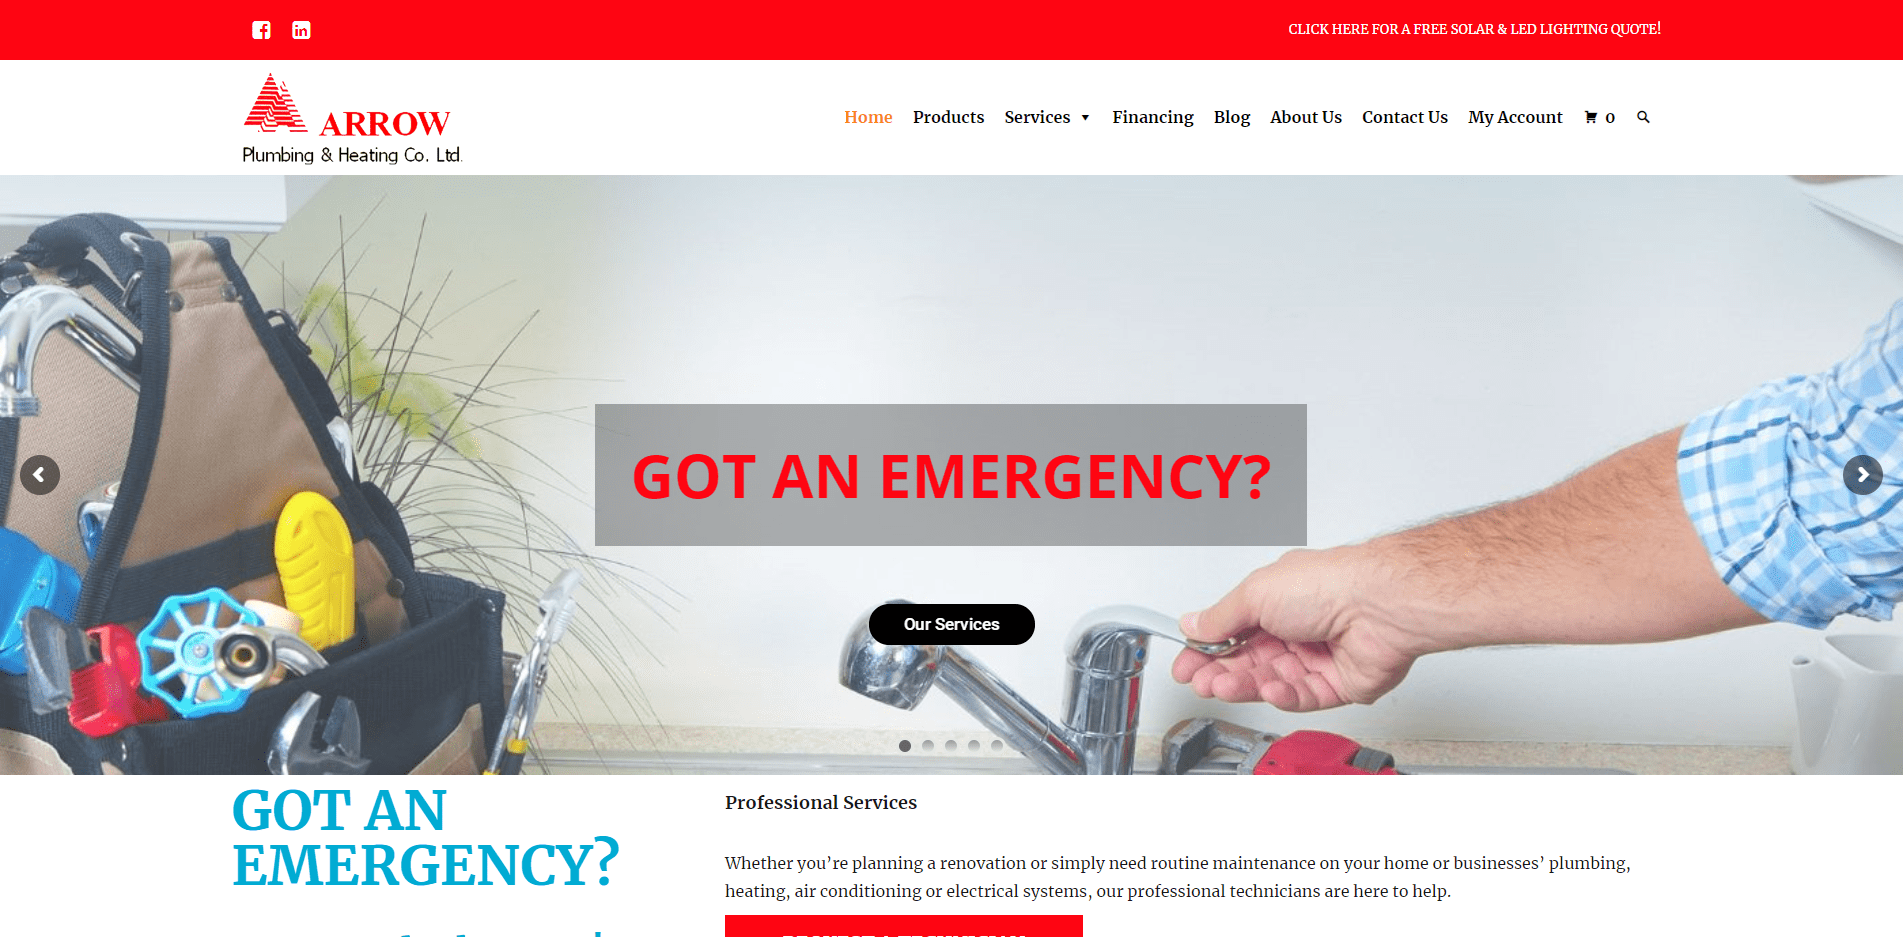 CLICK HERE FOR A FREE SOLAR & LED LIGHTING QUOTE!
ARROW
Plumbing & Heating Co. Ltd.
Home Products Services Financing Blog About Us Contact Us My Account 0
GOT AN EMERGENCY?
Our Services
GOT AN
EMERGENCY?
Professional Services
Whether you’re planning a renovation or simply need routine maintenance on your home or businesses’ plumbing,
heating, air conditioning or electrical systems, our professional technicians are here to help.